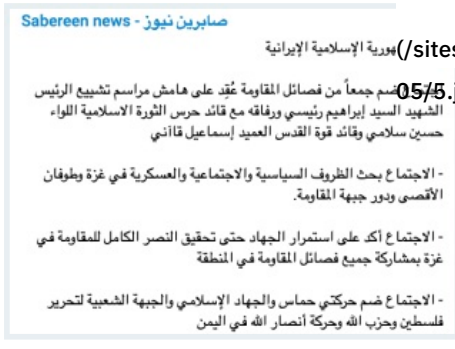 صابرين نيوز - Sabereen news
هورية الإسلامية الإيرانية
(/sites
ضم جمعاً من فصائل المقاومة عُقِد على هامش مراسم تشييع الرئيس
05/5.j
الشهيد السيد إبراهيم رئيسي ورفاقه مع قائد حرس الثورة الاسلامية اللواء
حسين سلامي وقائد قوة القدس العميد إسماعيل قاآني
- الاجتماع بحث الظروف السياسية والاجتماعية والعسكرية في غزة وطوفان
الأقصى ودور جبهة المقاومة.
- الاجتماع أكد على استمرار الجهاد حتى تحقيق النصر الكامل للمقاومة في
غزة بمشاركة جميع فصائل المقاومة في المنطقة
- الاجتماع ضم حركتي حماس والجهاد الإسلامي والجبهة الشعبية لتحرير
فلسطين وحزب الله وحركة أنصار الله في اليمن